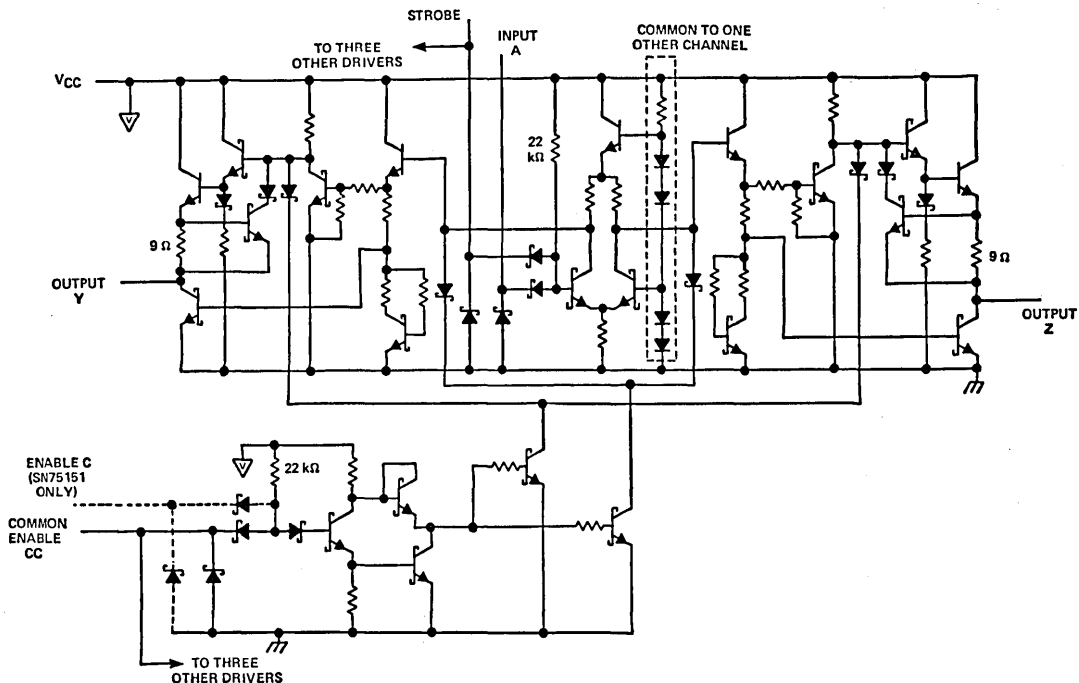 STROBE
INPUT
A
COMMON TO ONE
OTHER CHANNEL
TO THREE
OTHER DRIVERS
VCC
V
22
kΩ
9 Ω
9 Ω
OUTPUT
Y
OUTPUT
Z
V
22 kΩ
ENABLE C
(SN75151
ONLY)
COMMON
ENABLE
CC
TO THREE
OTHER DRIVERS